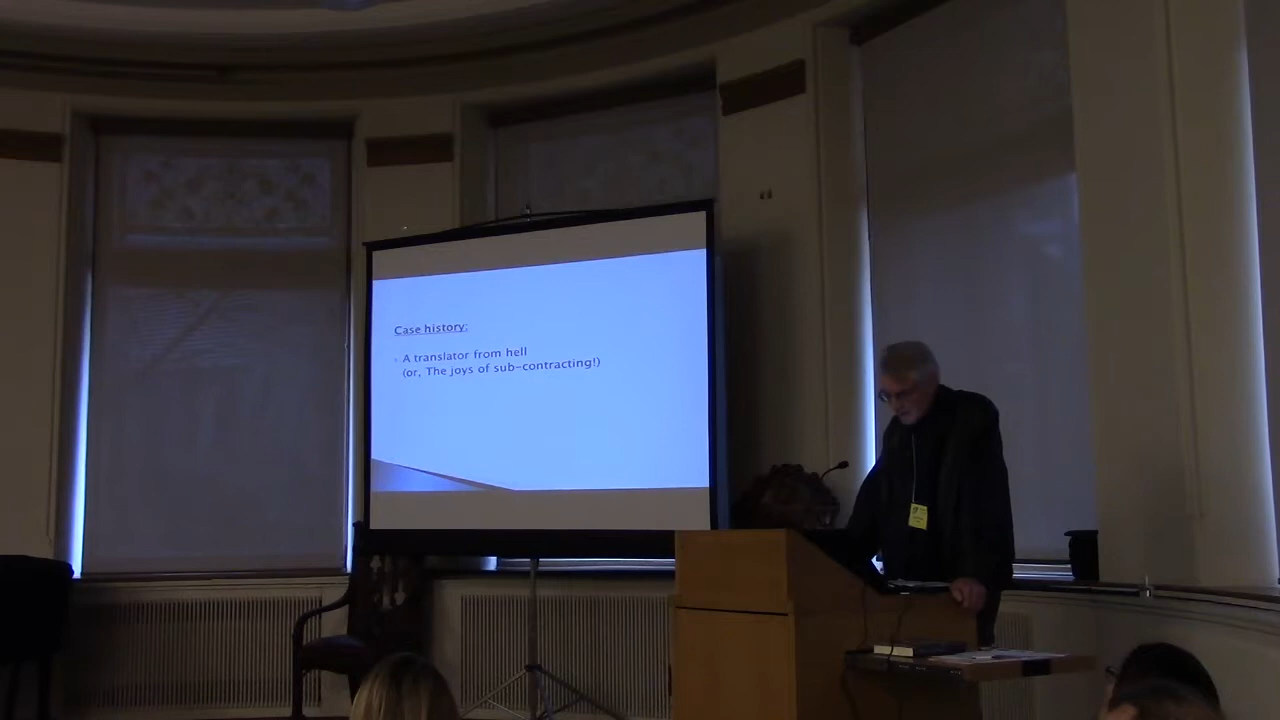 Case history:
A translator from hell
(or, The joys of sub-contracting!)